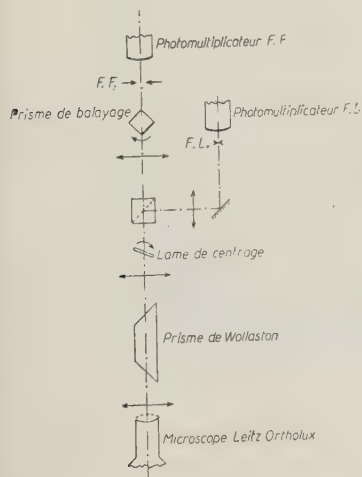 Photomultiplicateur F. F
F.F.
Prisme de balayage
Photomultiplicateur F.L.
F.L.
Lame de centrage
Prisme de Wollaston
Microscope Leitz Ortholux